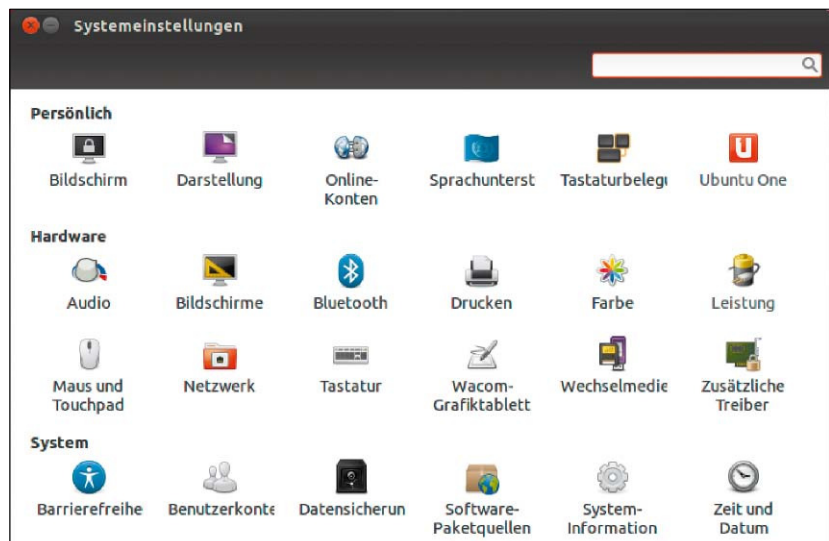 Systemeinstellungen
Persönlich
Bildschirm Darstellung Online- Sprachunterst Tastaturbelegu Ubuntu One
Konten
Hardware
Audio Bildschirme Bluetooth Drucken Farbe Leistung
Maus und Netzwerk Tastatur Wacom- Wechselmedie Zusätzliche
Touchpad Grafiktablett Treiber
System
Barrierefreihe Benutzerkonte Datensicherun Software- System- Zeit und
Paketquellen Information Datum